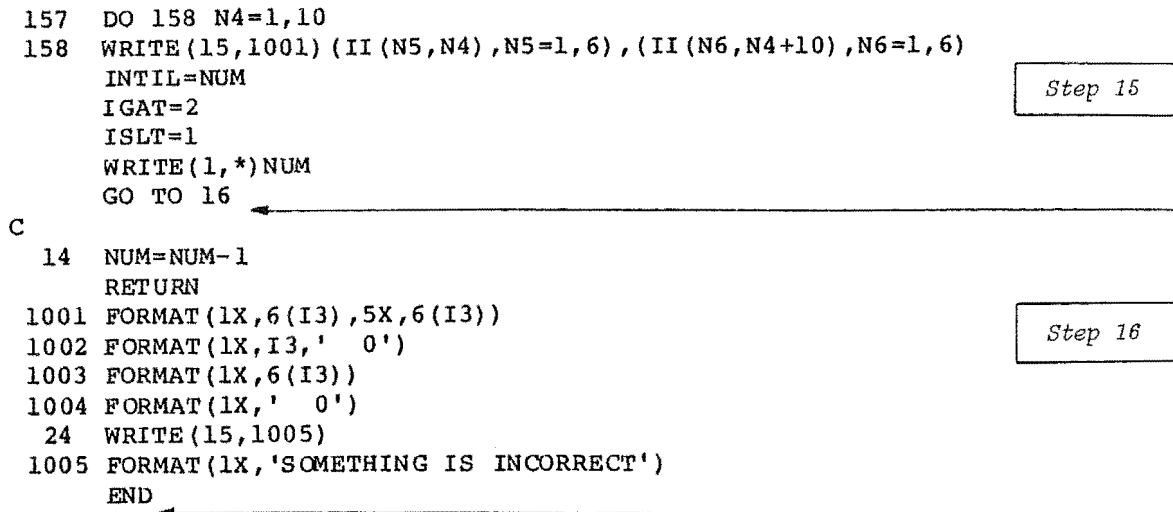 157 DO 158 N4=1,10
158 WRITE(15,1001)(II(N5,N4),N5=1,6),(II(N6,N4+10),N6=1,6)
INTIL=NUM
Step 15
IGAT=2
ISLT=1
WRITE(1,*)NUM
GO TO 16
C
14 NUM=NUM-1
RETURN
1001 FORMAT(1X,6(I3),5X,6(I3))
Step 16
1002 FORMAT(1X,I3,'  0')
1003 FORMAT(1X,6(I3))
1004 FORMAT(1X,'  0')
24 WRITE(15,1005)
1005 FORMAT(1X,'SOMETHING IS INCORRECT')
END